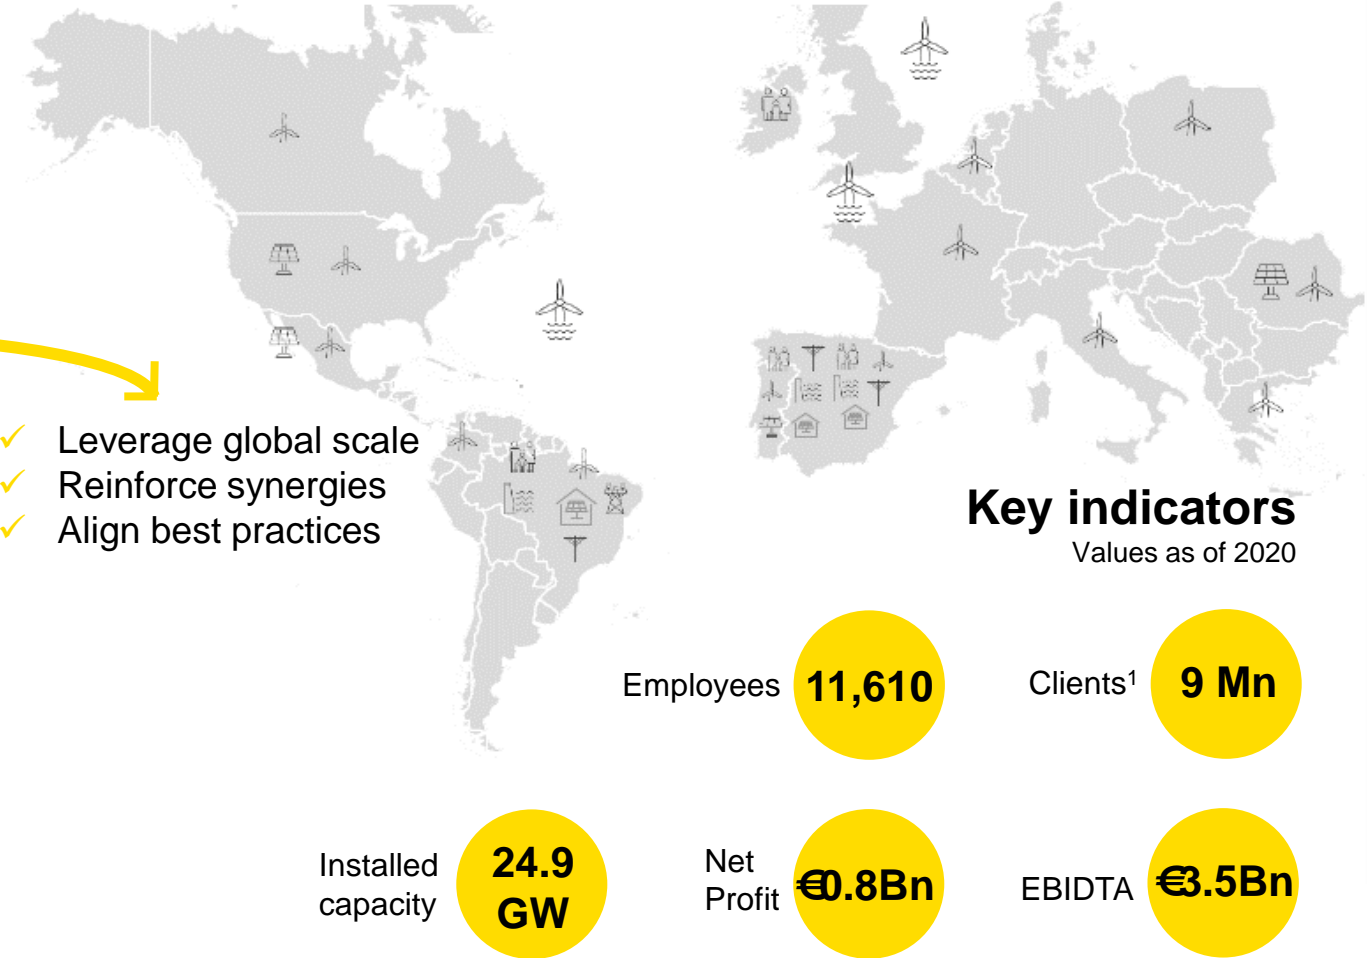 ✓ Leverage global scale
✓ Reinforce synergies
✓ Align best practices
Key indicators
Values as of 2020
Employees
11,610
Clients¹
9 Mn
Installed
capacity
24.9
GW
Net
Profit
€0.8Bn
EBIDTA
€3.5Bn